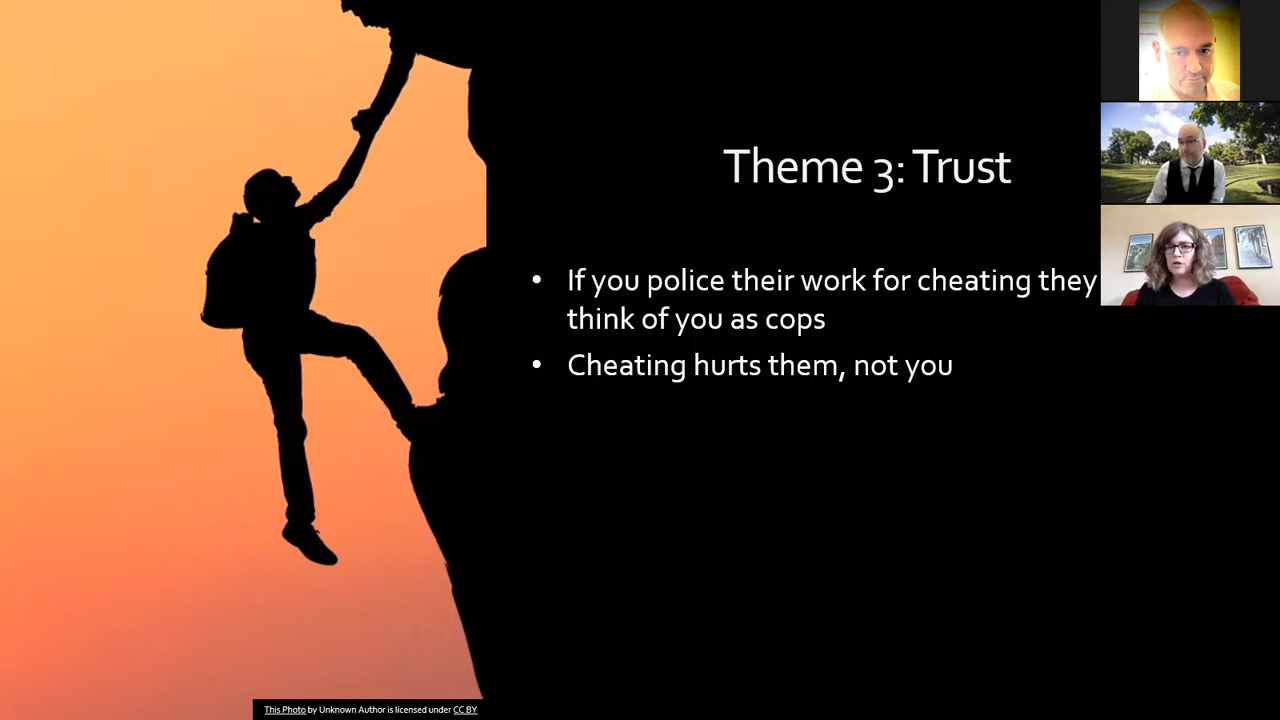 Theme 3: Trust
• If you police their work for cheating they
think of you as cops
• Cheating hurts them, not you
This Photo by Unknown Author is licensed under CC BY